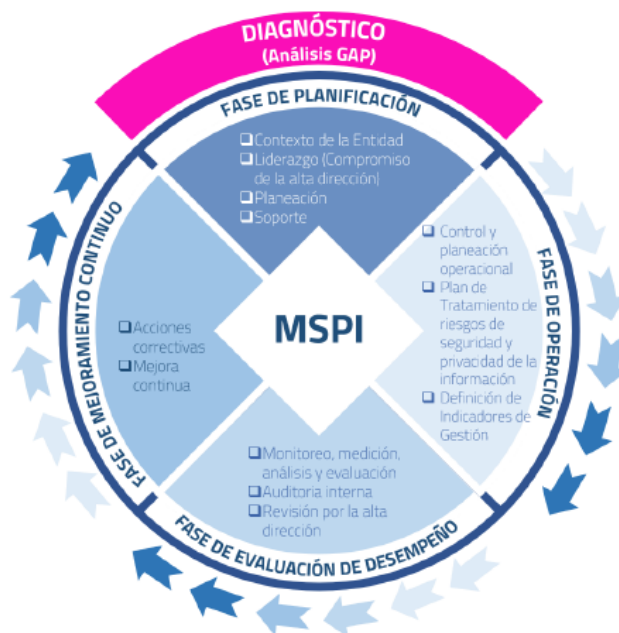 DIAGNÓSTICO
(Análisis GAP)
FASE DE PLANIFICACIÓN
❑Contexto de la Entidad
❑Liderazgo (Compromiso
de la alta dirección)
❑Planeación
❑Soporte
FASE DE OPERACIÓN
❑ Control y
planeación
operacional
❑ Plan de
Tratamiento de
riesgos de
seguridad y
privacidad de la
información
❑ Definición de
Indicadores de
Gestión
MSPI
FASE DE EVALUACIÓN DE DESEMPEÑO
❑Monitoreo, medición,
análisis y evaluación
❑Auditoria interna
❑Revisión por la alta
dirección
FASE DE MEJORAMIENTO CONTINUO
❑Acciones
correctivas
❑Mejora
continua